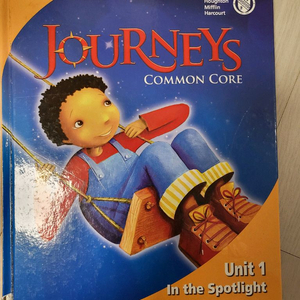 Houghton
Mifflin
Harcourt
JOURNEYS
COMMON CORE
Unit 1
In the Spotlight